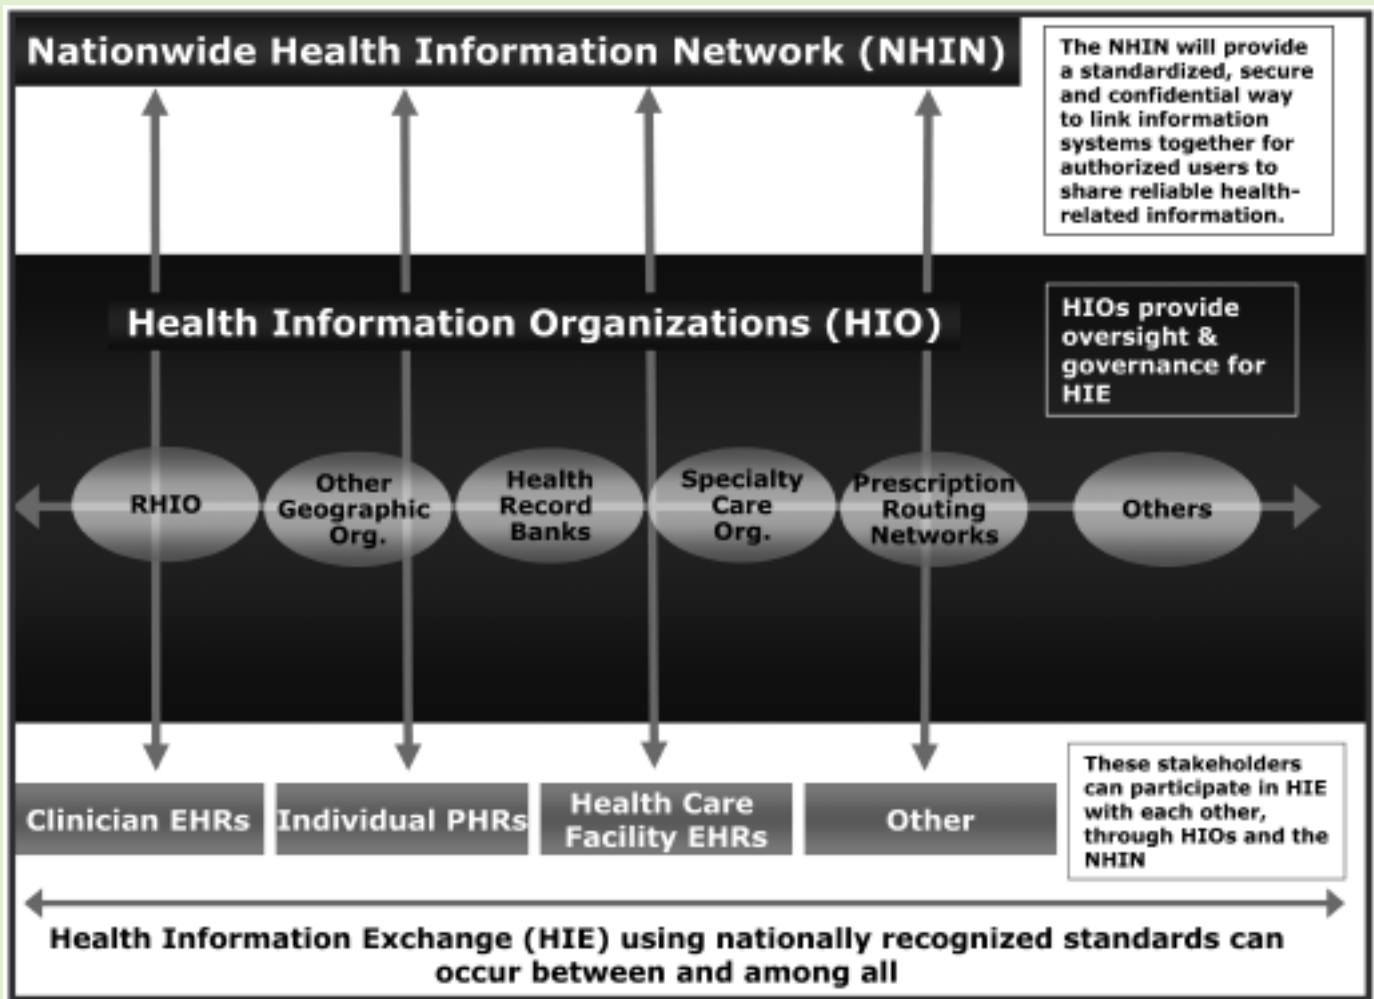 Nationwide Health Information Network (NHIN)
The NHIN will provide
a standardized, secure
and confidential way
to link information
systems together for
authorized users to
share reliable health-
related information.
Health Information Organizations (HIO)
HIOs provide
oversight &
governance for
HIE
RHIO
Other
Geographic
Org.
Health
Record
Banks
Specialty
Care
Org.
Prescription
Routing
Networks
Others
Clinician EHRs
Individual PHRs
Health Care
Facility EHRs
Other
These stakeholders
can participate in HIE
with each other,
through HIOs and the
NHIN
Health Information Exchange (HIE) using nationally recognized standards can
occur between and among all